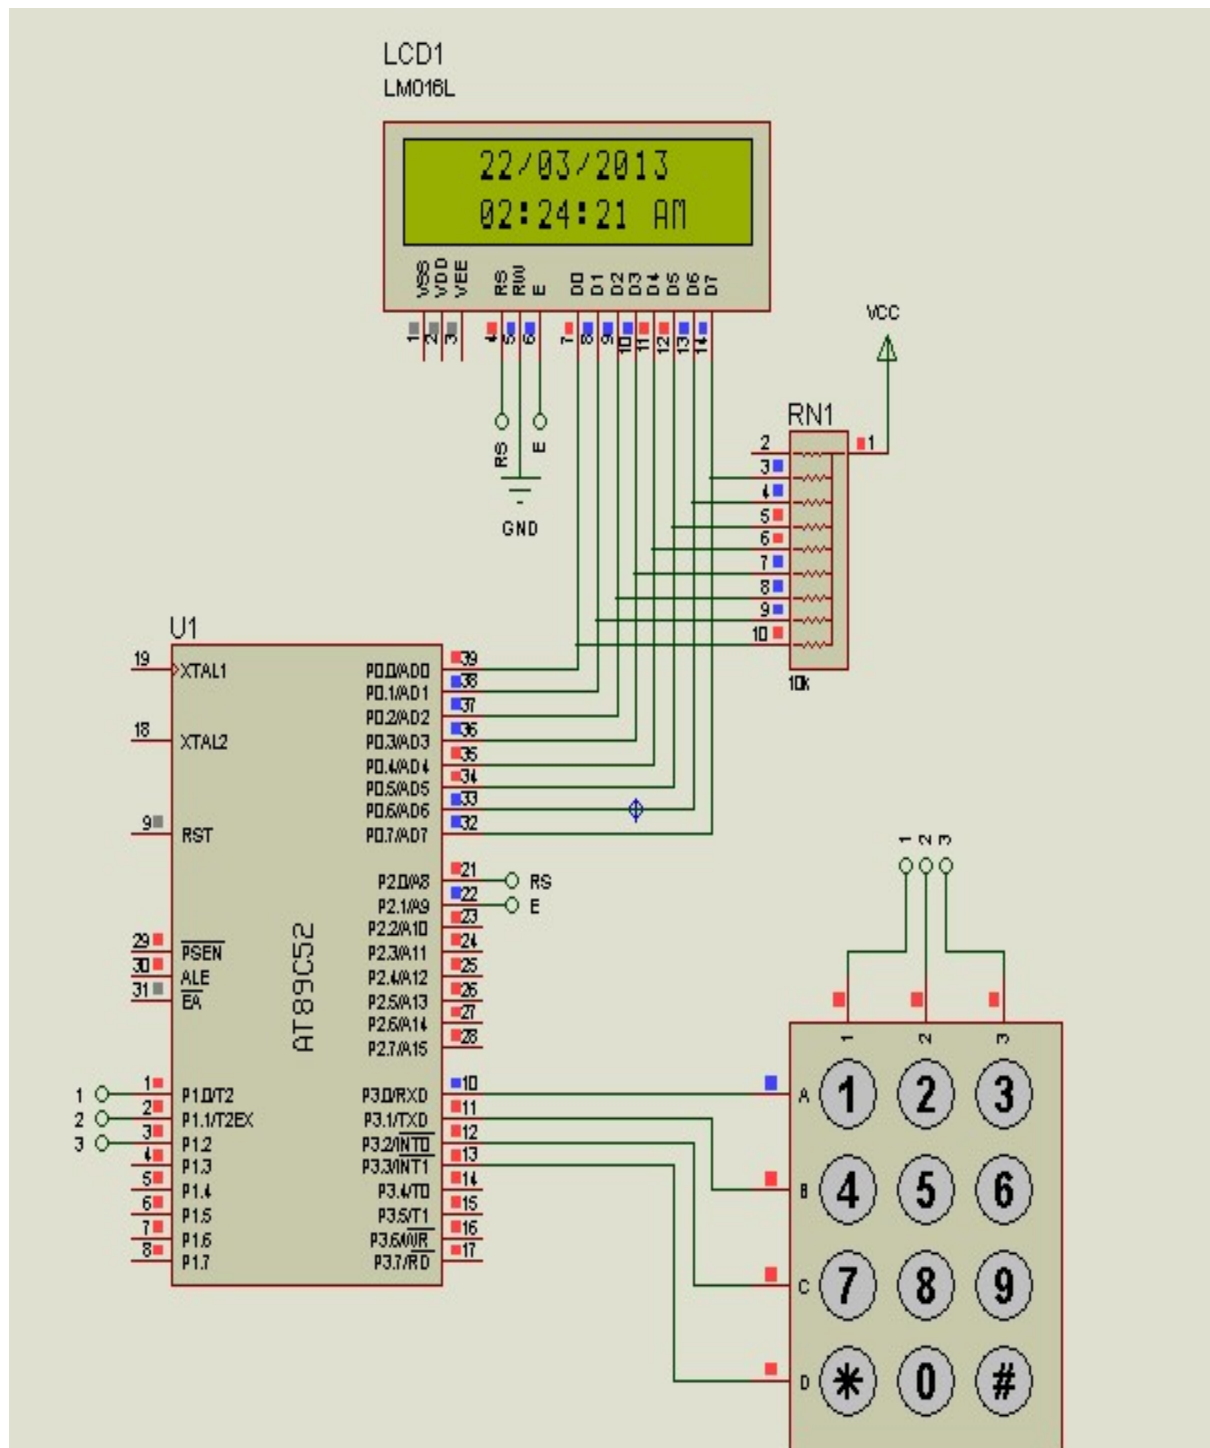 LCD1
LM016L
22/03/2013
02:24:21 AM
VSS
VDD
VEE
RS
RW
E
D0
D1
D2
D3
D4
D5
D6
D7
1
2
3
4
5
6
7
8
9
10
11
12
13
14
RS
E
GND
VCC
RN1
2
3
4
5
6
7
8
9
10
1
10k
U1
19 XTAL1
18 XTAL2
9 RST
29 PSEN
30 ALE
31 EA
AT89C52
1 1 P1.0/T2
2 2 P1.1/T2EX
3 3 P1.2
4 P1.3
5 P1.4
6 P1.5
7 P1.6
8 P1.7
P0.0/AD0 39
P0.1/AD1 38
P0.2/AD2 37
P0.3/AD3 36
P0.4/AD4 35
P0.5/AD5 34
P0.6/AD6 33
P0.7/AD7 32
P2.0/A8 21 RS
P2.1/A9 22 E
P2.2/A10 23
P2.3/A11 24
P2.4/A12 25
P2.5/A13 26
P2.6/A14 27
P2.7/A15 28
P3.0/RXD 10
P3.1/TXD 11
P3.2/INT0 12
P3.3/INT1 13
P3.4/T0 14
P3.5/T1 15
P3.6/WR 16
P3.7/RD 17
1 2 3
1 2 3
A 1 2 3
B 4 5 6
C 7 8 9
D * 0 #